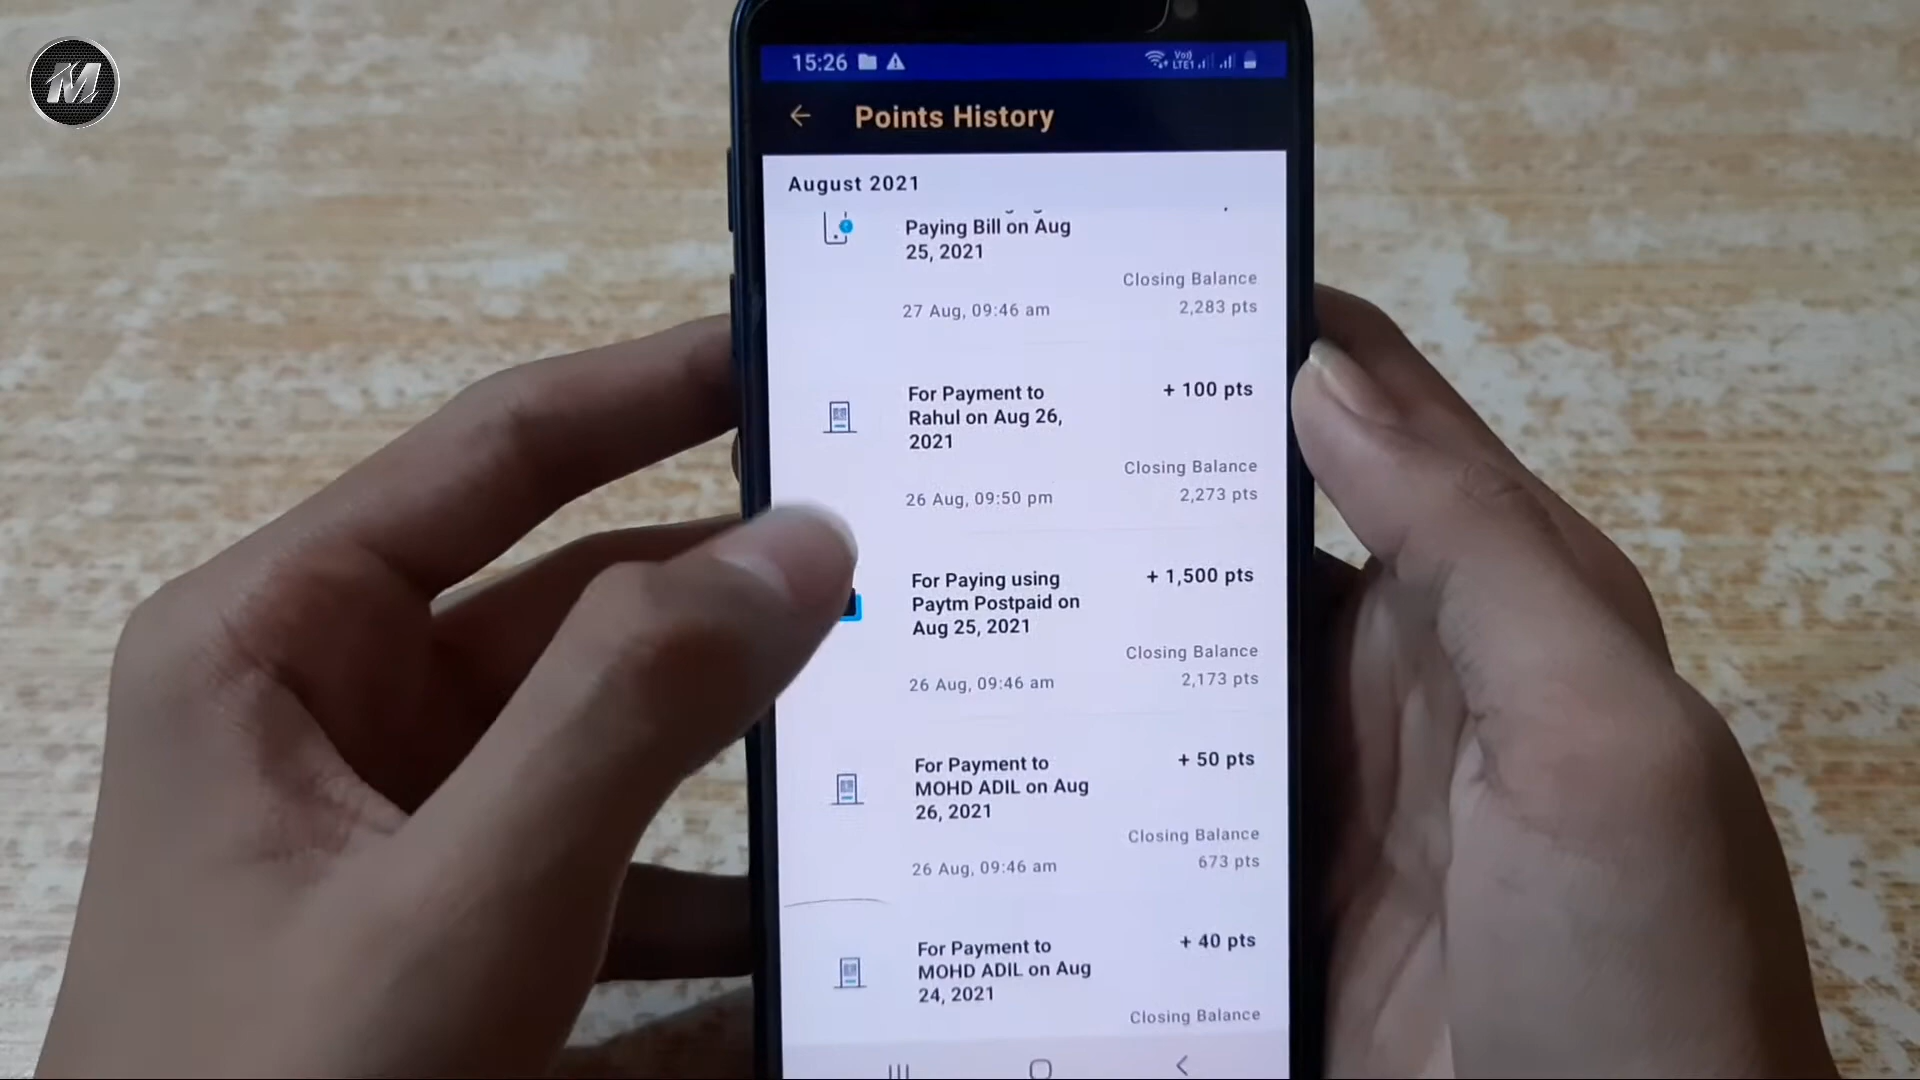 M
15:26
Vo)
LTE1
Points History
August 2021
Paying Bill on Aug
25, 2021
Closing Balance
27 Aug, 09:46 am
2,283 pts
For Payment to
+ 100 pts
Rahul on Aug 26,
2021
Closing Balance
26 Aug, 09:50 pm
2,273 pts
For Paying using
+ 1,500 pts
Paytm Postpaid on
Aug 25, 2021
Closing Balance
26 Aug, 09:46 am
2,173 pts
For Payment to
+ 50 pts
MOHD ADIL on Aug
26, 2021
Closing Balance
26 Aug, 09:46 am
673 pts
For Payment to
+ 40 pts
MOHD ADIL on Aug
24, 2021
Closing Balance